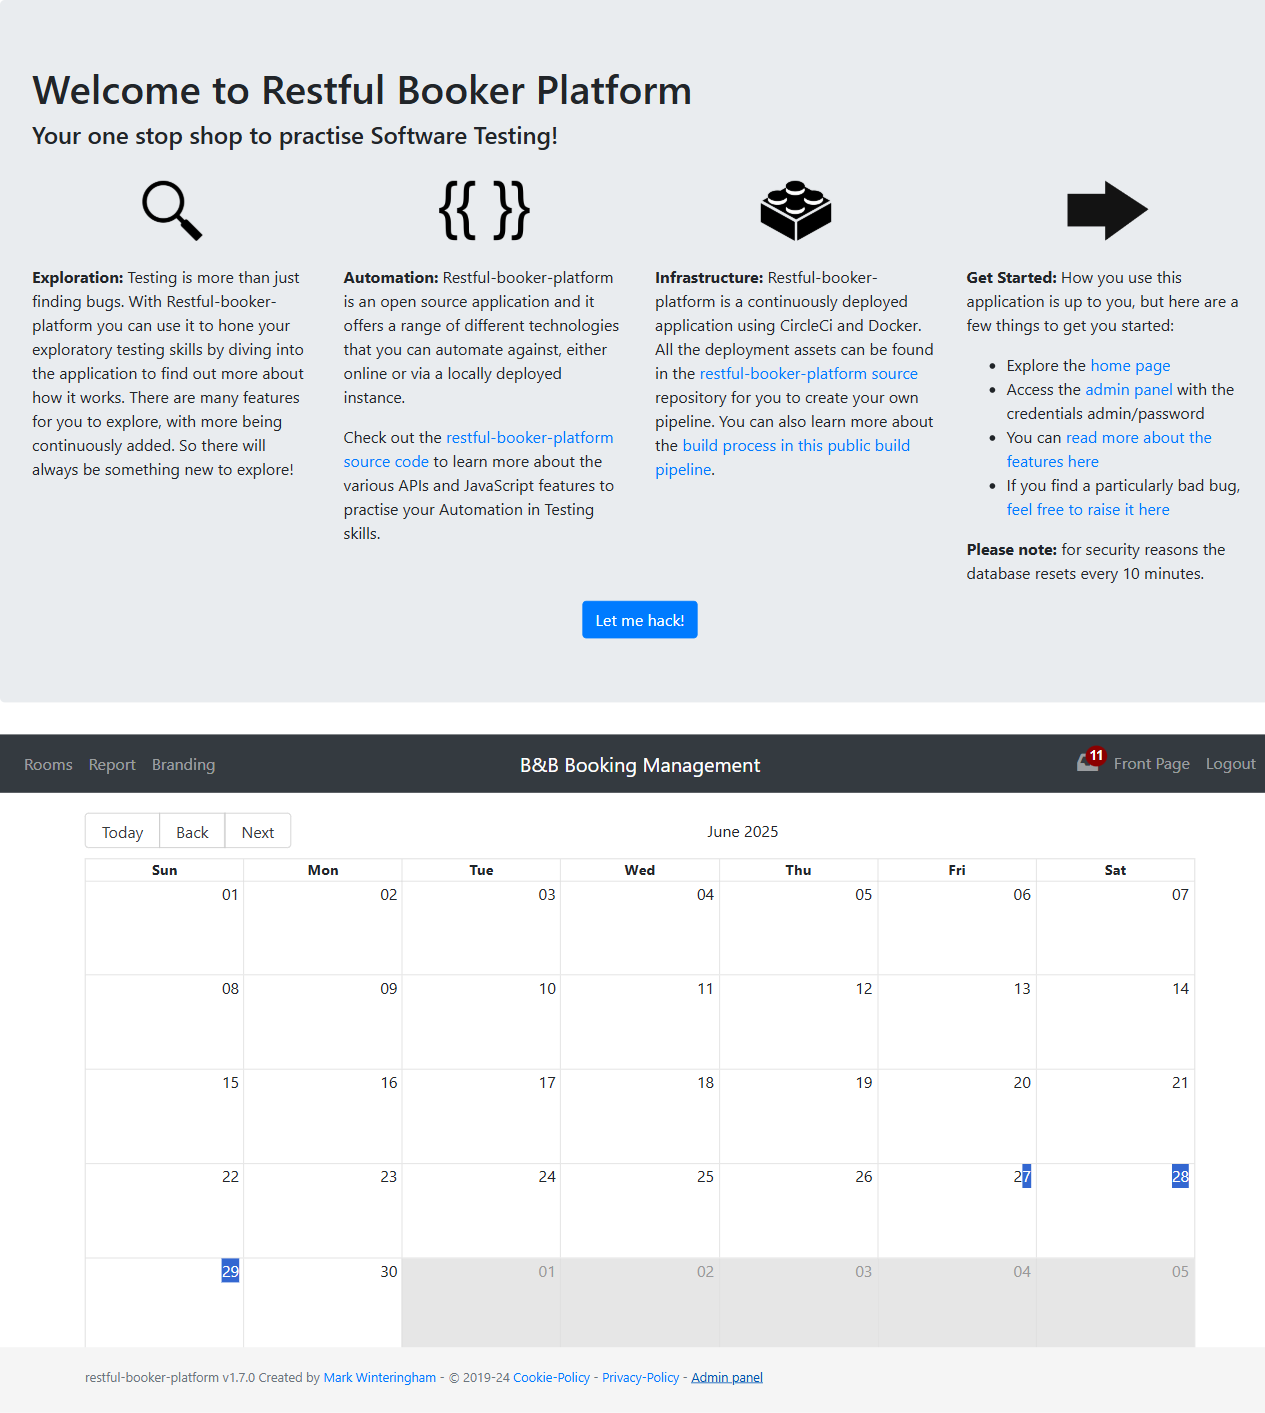 Welcome to Restful Booker Platform
Your one stop shop to practise Software Testing!
{{ }}
Exploration: Testing is more than just
finding bugs. With Restful-booker-
platform you can use it to hone your
exploratory testing skills by diving into
the application to find out more about
how it works. There are many features
for you to explore, with more being
continuously added. So there will
always be something new to explore!
Automation: Restful-booker-platform
is an open source application and it
offers a range of different technologies
that you can automate against, either
online or via a locally deployed
instance.
Check out the restful-booker-platform
source code to learn more about the
various APIs and JavaScript features to
practise your Automation in Testing
skills.
Infrastructure: Restful-booker-
platform is a continuously deployed
application using CircleCi and Docker.
All the deployment assets can be found
in the restful-booker-platform source
repository for you to create your own
pipeline. You can also learn more about
the build process in this public build
pipeline.
Get Started: How you use this
application is up to you, but here are a
few things to get you started:
• Explore the home page
• Access the admin panel with the
credentials admin/password
• You can read more about the
features here
• If you find a particularly bad bug,
feel free to raise it here
Please note: for security reasons the
database resets every 10 minutes.
Let me hack!
Rooms Report Branding B&B Booking Management 11 Front Page Logout
Today Back Next June 2025
Sun Mon Tue Wed Thu Fri Sat
01 02 03 04 05 06 07
08 09 10 11 12 13 14
15 16 17 18 19 20 21
22 23 24 25 26 27 28
29 30 01 02 03 04 05
restful-booker-platform v1.7.0 Created by Mark Winteringham - © 2019-24 Cookie-Policy - Privacy-Policy - Admin panel